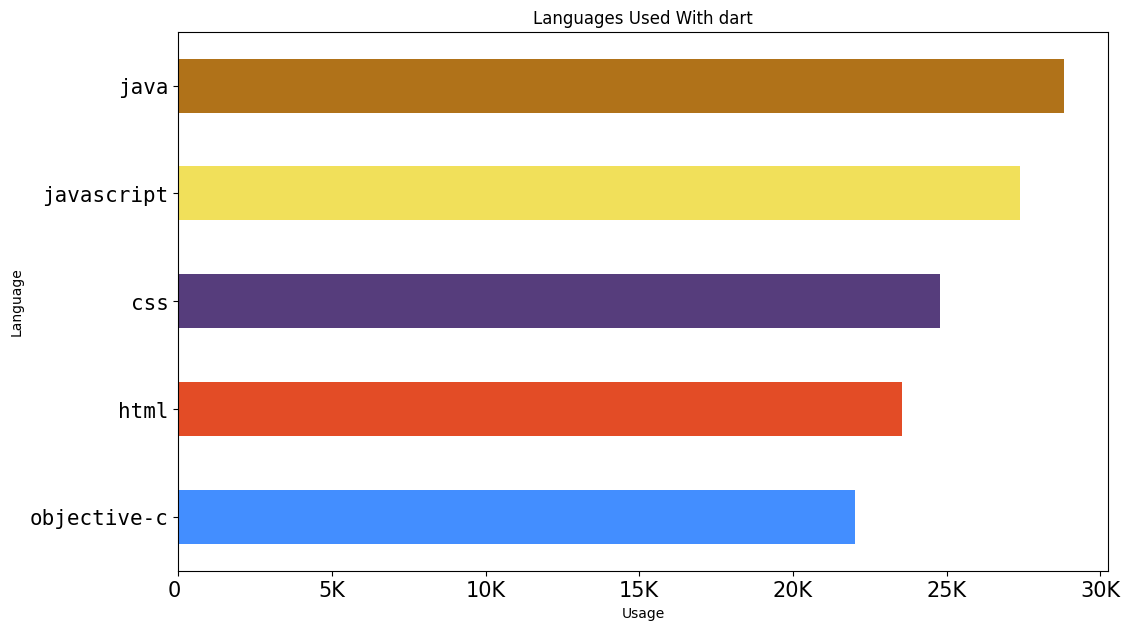 Languages Used With dart
java
javascript
css
html
objective-c
Language
0 5K 10K 15K 20K 25K 30K
Usage